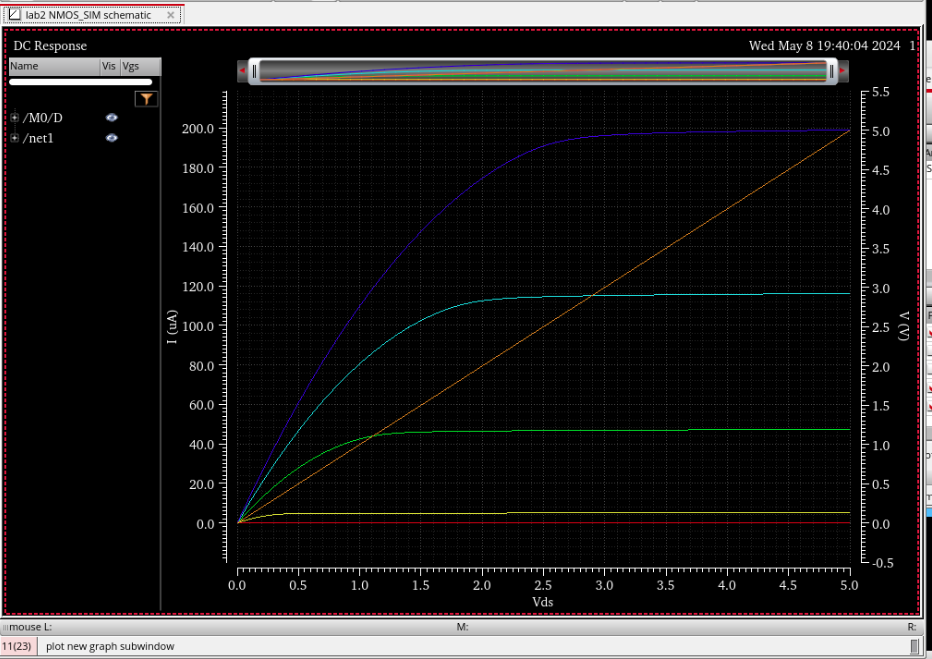 lab2 NMOS_SIM schematic
DC Response
Wed May 8 19:40:04 2024 1
Name Vis Vgs
/M0/D
/net1
I (uA)
200.0
180.0
160.0
140.0
120.0
100.0
80.0
60.0
40.0
20.0
0.0
5.5
5.0
4.5
4.0
3.5
3.0
2.5
2.0
1.5
1.0
0.5
0.0
-0.5
V (V)
0.0 0.5 1.0 1.5 2.0 2.5 3.0 3.5 4.0 4.5 5.0
Vds
mouse L: M: R:
11(23) plot new graph subwindow